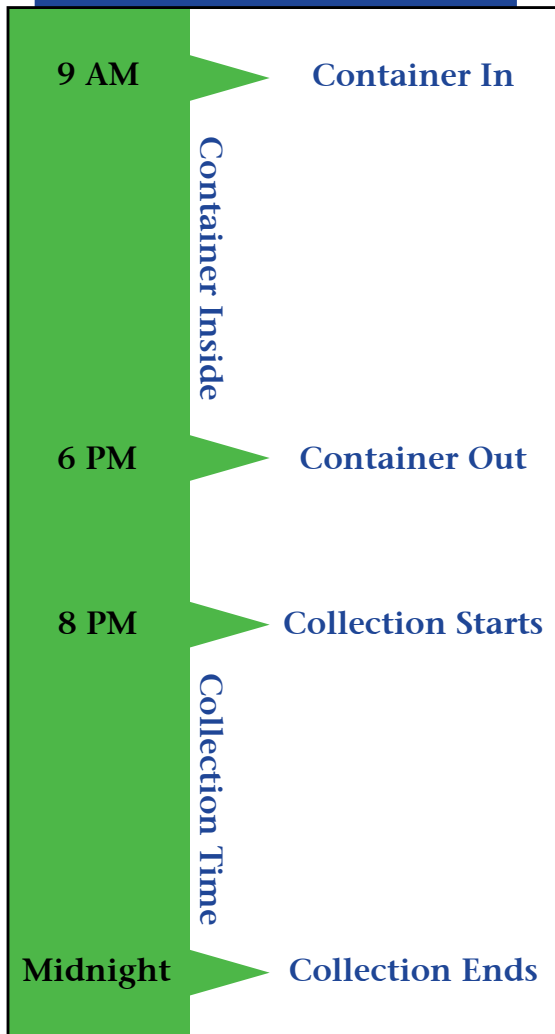 9 AM Container In
Container Inside
6 PM Container Out
8 PM Collection Starts
Collection Time
Midnight Collection Ends